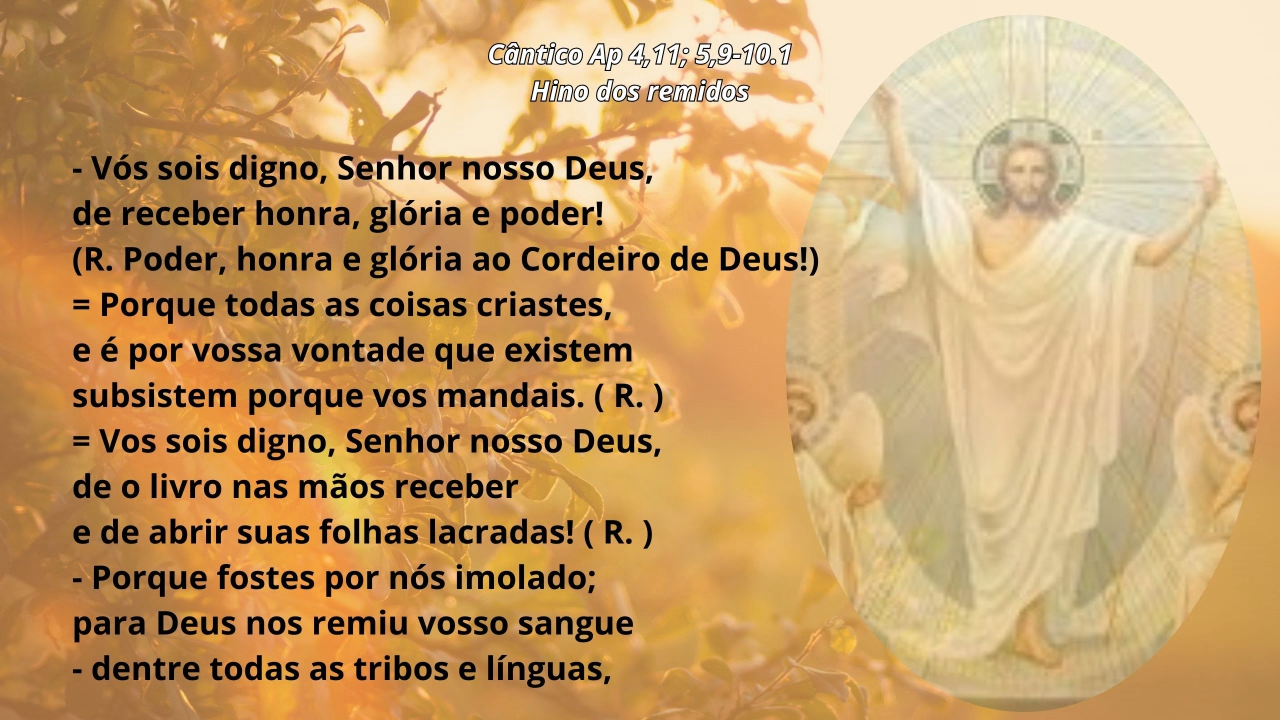 Cântico Ap 4,11; 5,9-10.1
Hino dos remidos
- Vós sois digno, Senhor nosso Deus,
de receber honra, glória e poder!
(R. Poder, honra e glória ao Cordeiro de Deus!)
= Porque todas as coisas criastes,
e é por vossa vontade que existem
subsistem porque vos mandais. ( R. )
= Vos sois digno, Senhor nosso Deus,
de o livro nas mãos receber
e de abrir suas folhas lacradas! ( R. )
- Porque fostes por nós imolado;
para Deus nos remiu vosso sangue
- dentre todas as tribos e línguas,